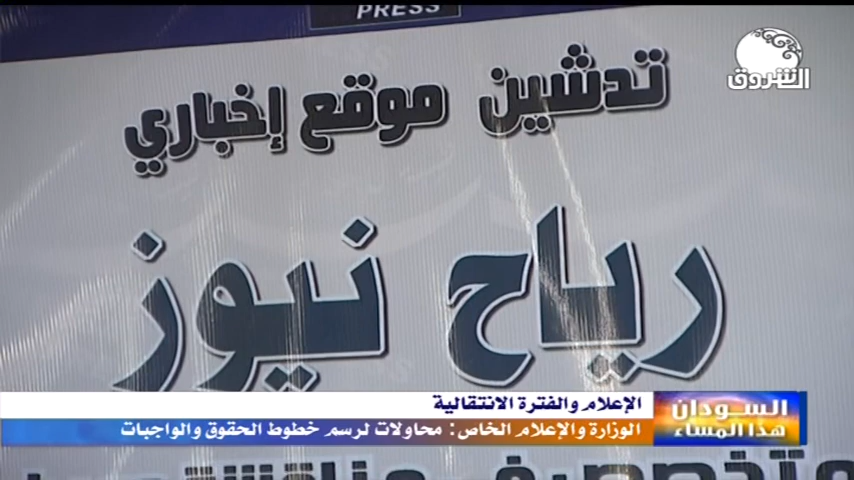 PRESS
الشروق
تدشين موقع إخباري
رياح نيوز
الإعلام والفترة الانتقالية
السودان
هذا المساء
الوزارة والإعلام الخاص: محاولات لرسم خطوط الحقوق والواجبات